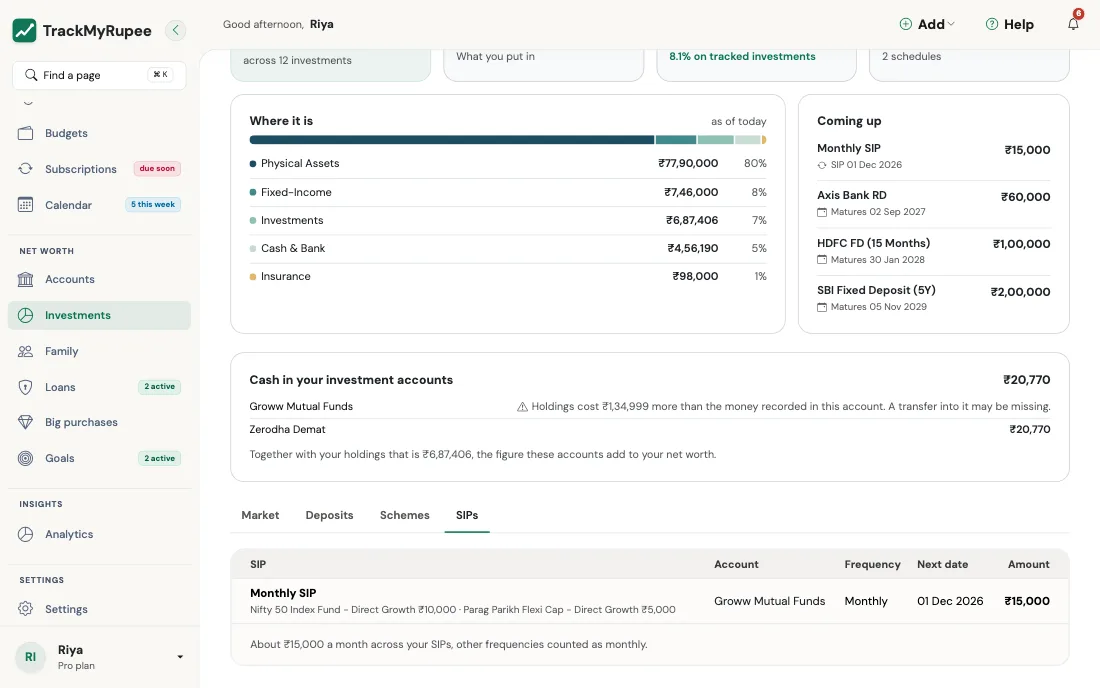 TrackMyRupee
Find a page
⌘ K
Budgets
Subscriptions
due soon
Calendar
5 this week
NET WORTH
Accounts
Investments
Family
Loans
2 active
Big purchases
Goals
2 active
INSIGHTS
Analytics
SETTINGS
Settings
RI
Riya
Pro plan
Good afternoon, Riya
Add
Help
6
across 12 investments
What you put in
8.1% on tracked investments
2 schedules
Where it is
as of today
Physical Assets ₹77,90,000 80%
Fixed-Income ₹7,46,000 8%
Investments ₹6,87,406 7%
Cash & Bank ₹4,56,190 5%
Insurance ₹98,000 1%
Coming up
Monthly SIP ₹15,000
SIP 01 Dec 2026
Axis Bank RD ₹60,000
Matures 02 Sep 2027
HDFC FD (15 Months) ₹1,00,000
Matures 30 Jan 2028
SBI Fixed Deposit (5Y) ₹2,00,000
Matures 05 Nov 2029
Cash in your investment accounts ₹20,770
Groww Mutual Funds Holdings cost ₹1,34,999 more than the money recorded in this account. A transfer into it may be missing.
Zerodha Demat ₹20,770
Together with your holdings that is ₹6,87,406, the figure these accounts add to your net worth.
Market Deposits Schemes SIPs
SIP Account Frequency Next date Amount
Monthly SIP
Nifty 50 Index Fund – Direct Growth ₹10,000 · Parag Parikh Flexi Cap – Direct Growth ₹5,000
Groww Mutual Funds Monthly 01 Dec 2026 ₹15,000
About ₹15,000 a month across your SIPs, other frequencies counted as monthly.